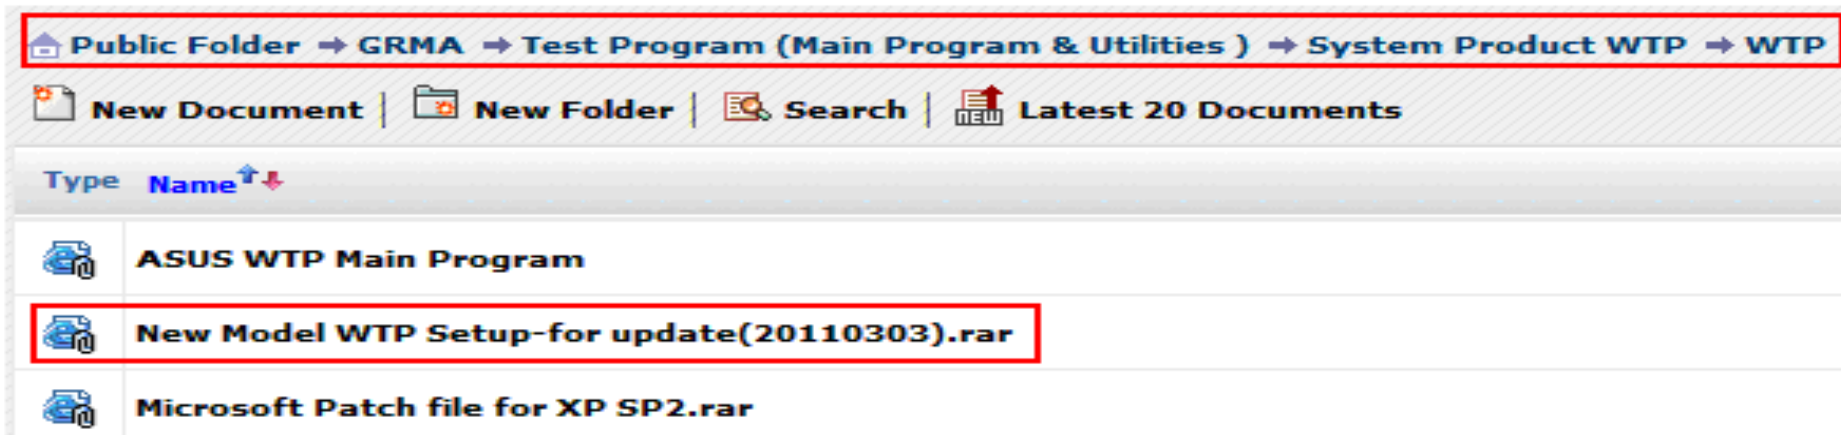 Public Folder → GRMA → Test Program (Main Program & Utilities ) → System Product WTP → WTP
New Document | New Folder | Search | NEW Latest 20 Documents
Type Name
ASUS WTP Main Program
New Model WTP Setup-for update(20110303).rar
Microsoft Patch file for XP SP2.rar